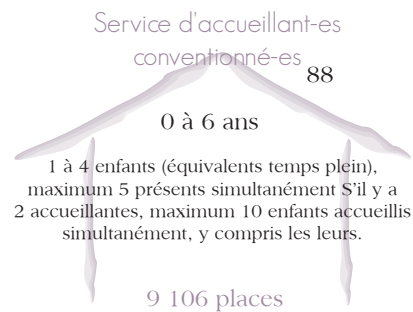 Service d'accueillant-es
conventionné-es
88
0 à 6 ans
1 à 4 enfants (équivalents temps plein),
maximum 5 présents simultanément S'il y a
2 accueillantes, maximum 10 enfants accueillis
simultanément, y compris les leurs.
9 106 places